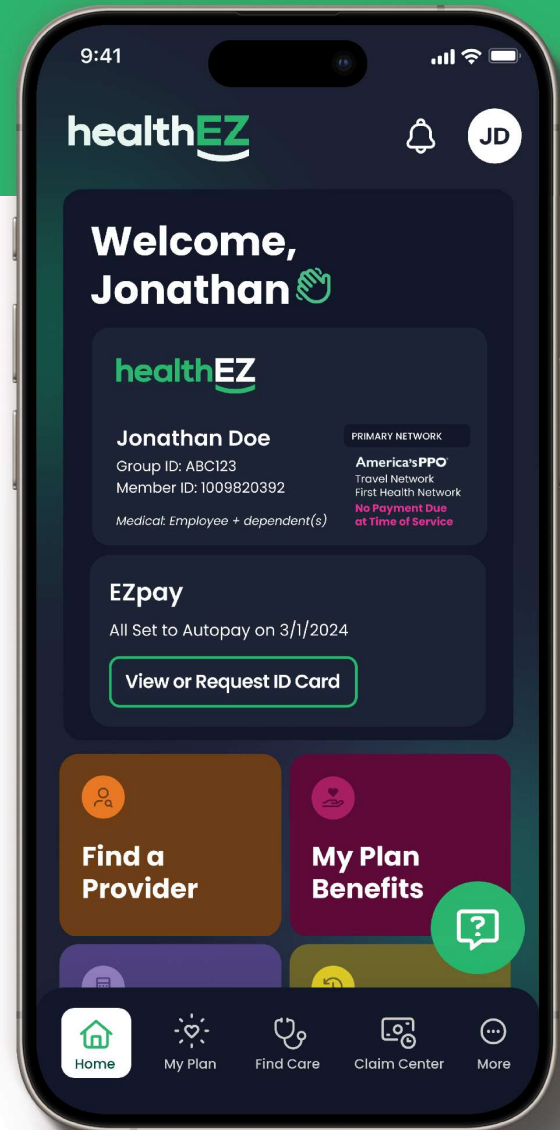 9:41
healthEZ
JD
Welcome,
Jonathan
healthEZ
Jonathan Doe
Group ID: ABC123
Member ID: 1009820392
Medical: Employee + dependent(s)
PRIMARY NETWORK
America'sPPO
Travel Network
First Health Network
No Payment Due
at Time of Service
EZpay
All Set to Autopay on 3/1/2024
View or Request ID Card
Find a
Provider
My Plan
Benefits
?
Home
My Plan
Find Care
Claim Center
More